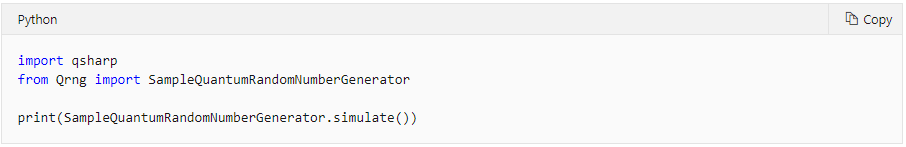 Python
Copy
import qsharp
from Qrng import SampleQuantumRandomNumberGenerator
print(SampleQuantumRandomNumberGenerator.simulate())